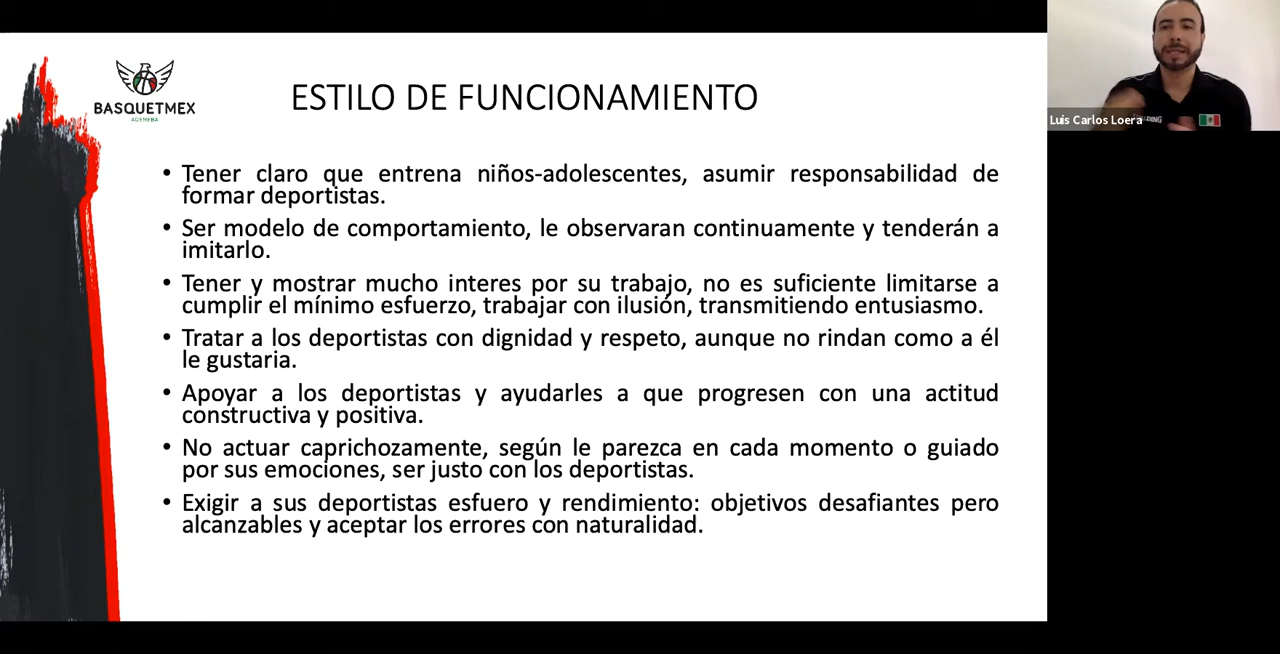 BASQUETMEX
ADEMEBA
ESTILO DE FUNCIONAMIENTO
• Tener claro que entrena niños-adolescentes, asumir responsabilidad de
formar deportistas.
• Ser modelo de comportamiento, le observaran continuamente y tenderán a
imitarlo.
• Tener y mostrar mucho interes por su trabajo, no es suficiente limitarse a
cumplir el mínimo esfuerzo, trabajar con ilusión, transmitiendo entusiasmo.
• Tratar a los deportistas con dignidad y respeto, aunque no rindan como a él
le gustaria.
• Apoyar a los deportistas y ayudarles a que progresen con una actitud
constructiva y positiva.
• No actuar caprichozamente, según le parezca en cada momento o guiado
por sus emociones, ser justo con los deportistas.
• Exigir a sus deportistas esfuero y rendimiento: objetivos desafiantes pero
alcanzables y aceptar los errores con naturalidad.
Luis Carlos Loera